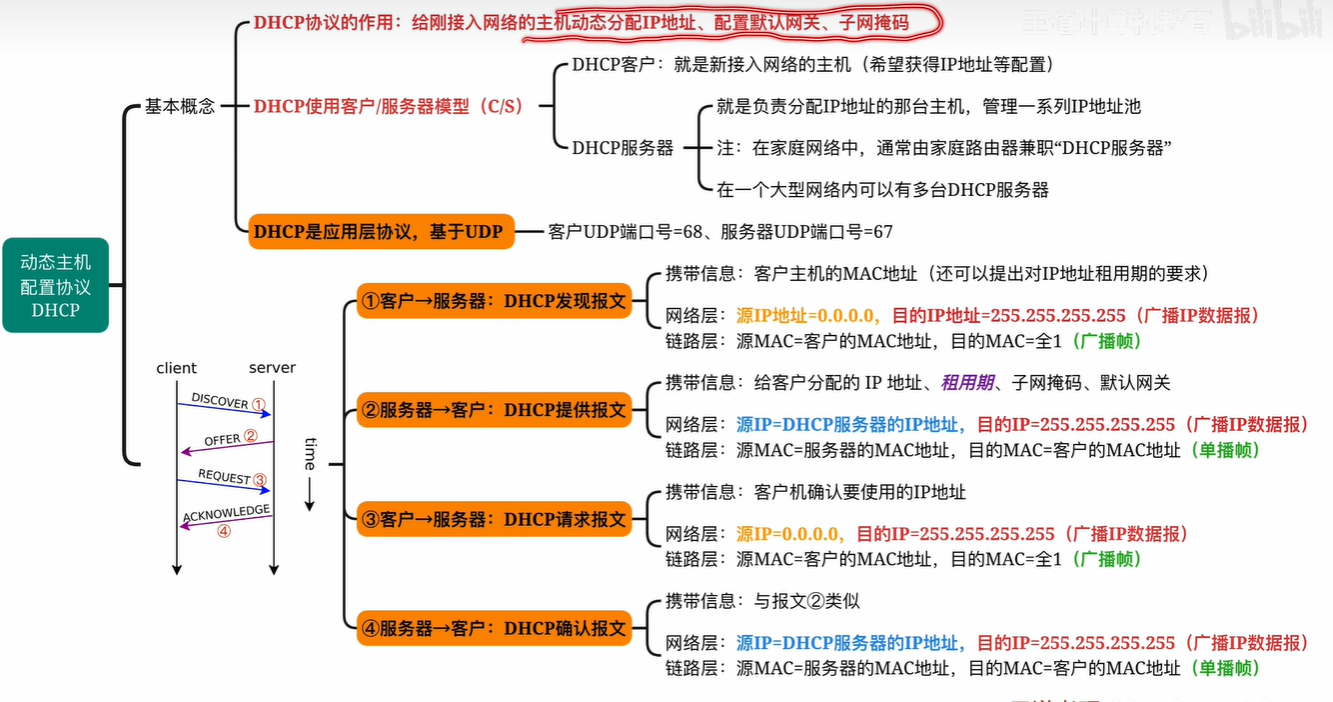 DHCP协议的作用：给刚接入网络的主机动态分配IP地址、配置默认网关、子网掩码
王道计算机教育 bilibili
DHCP客户：就是新接入网络的主机（希望获得IP地址等配置）
基本概念
DHCP使用客户/服务器模型（C/S）
就是负责分配IP地址的那台主机，管理一系列IP地址池
DHCP服务器
注：在家庭网络中，通常由家庭路由器兼职“DHCP服务器”
在一个大型网络内可以有多台DHCP服务器
DHCP是应用层协议，基于UDP
客户UDP端口号=68、服务器UDP端口号=67
动态主机
配置协议
DHCP
①客户→服务器：DHCP发现报文
携带信息：客户主机的MAC地址（还可以提出对IP地址租用期的要求）
网络层：源IP地址=0.0.0.0，目的IP地址=255.255.255.255（广播IP数据报）
链路层：源MAC=客户的MAC地址，目的MAC=全1（广播帧）
client server
DISCOVER ①
OFFER ②
REQUEST ③
ACKNOWLEDGE
④
time
②服务器→客户：DHCP提供报文
携带信息：给客户分配的 IP 地址、租用期、子网掩码、默认网关
网络层：源IP=DHCP服务器的IP地址，目的IP=255.255.255.255（广播IP数据报）
链路层：源MAC=服务器的MAC地址，目的MAC=客户的MAC地址（单播帧）
③客户→服务器：DHCP请求报文
携带信息：客户机确认要使用的IP地址
网络层：源IP=0.0.0.0，目的IP=255.255.255.255（广播IP数据报）
链路层：源MAC=客户的MAC地址，目的MAC=全1（广播帧）
④服务器→客户：DHCP确认报文
携带信息：与报文②类似
网络层：源IP=DHCP服务器的IP地址，目的IP=255.255.255.255（广播IP数据报）
链路层：源MAC=服务器的MAC地址，目的MAC=客户的MAC地址（单播帧）